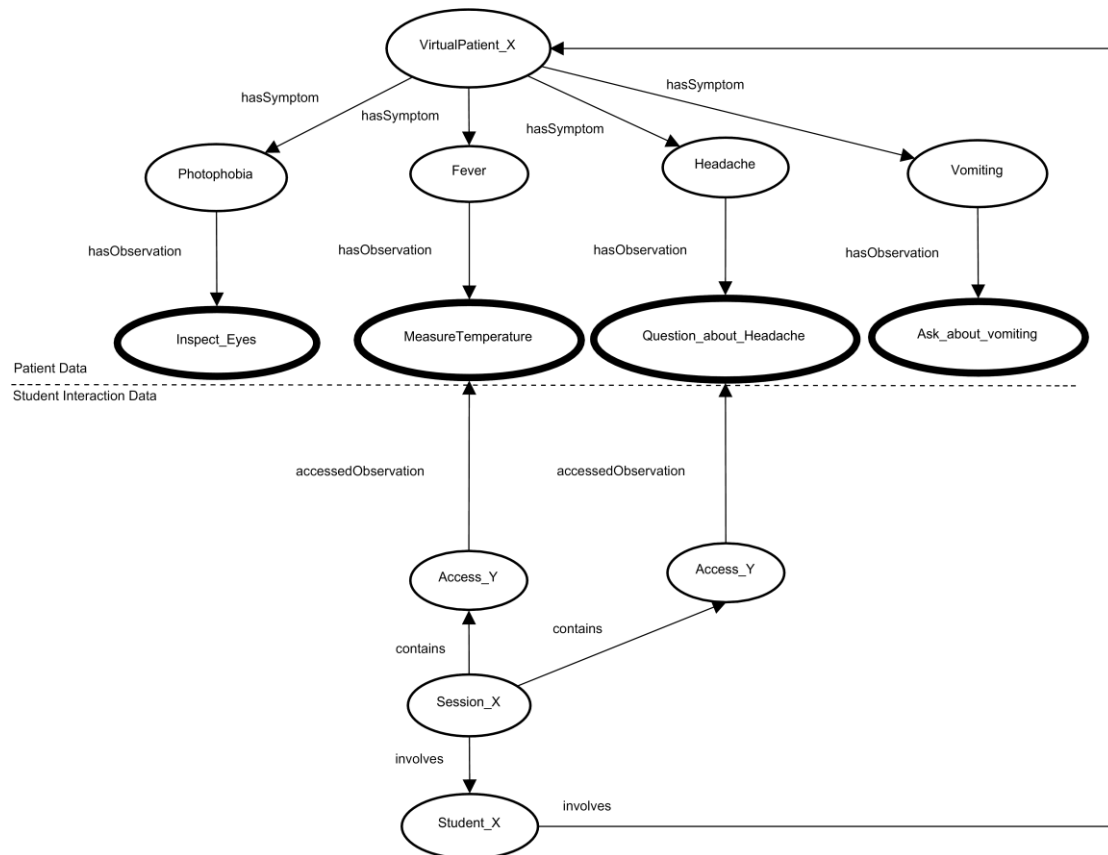 VirtualPatient_X
hasSymptom
hasSymptom
hasSymptom
hasSymptom
Photophobia
Fever
Headache
Vomiting
hasObservation
hasObservation
hasObservation
hasObservation
Inspect_Eyes
MeasureTemperature
Question_about_Headache
Ask_about_vomiting
Patient Data
Student Interaction Data
accessedObservation
accessedObservation
Access_Y
Access_Y
contains
contains
Session_X
involves
Student_X
involves